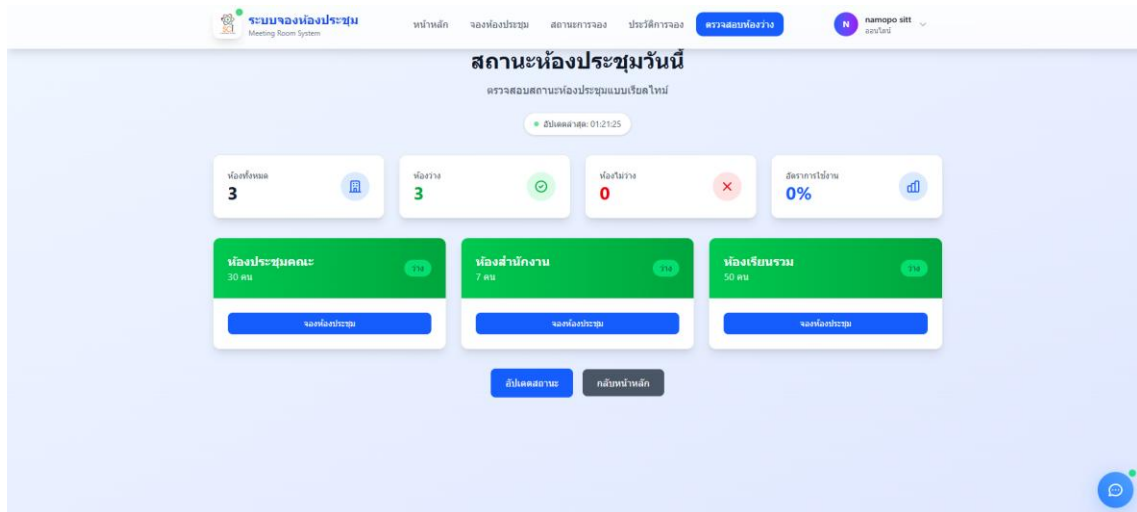 ระบบจองห้องประชุม
Meeting Room System
หน้าหลัก จองห้องประชุม สถานะการจอง ประวัติการจอง ตรวจสอบห้องว่าง
N
namopo sitt
ออนไลน์
สถานะห้องประชุมวันนี้
ตรวจสอบสถานะห้องประชุมแบบเรียลไทม์
อัปเดตล่าสุด: 01:21:25
ห้องทั้งหมด
3
ห้องว่าง
3
ห้องไม่ว่าง
0
อัตราการใช้งาน
0%
ห้องประชุมคณะ
30 คน
ว่าง
จองห้องประชุม
ห้องสำนักงาน
7 คน
ว่าง
จองห้องประชุม
ห้องเรียนรวม
50 คน
ว่าง
จองห้องประชุม
อัปเดตสถานะ
กลับหน้าหลัก